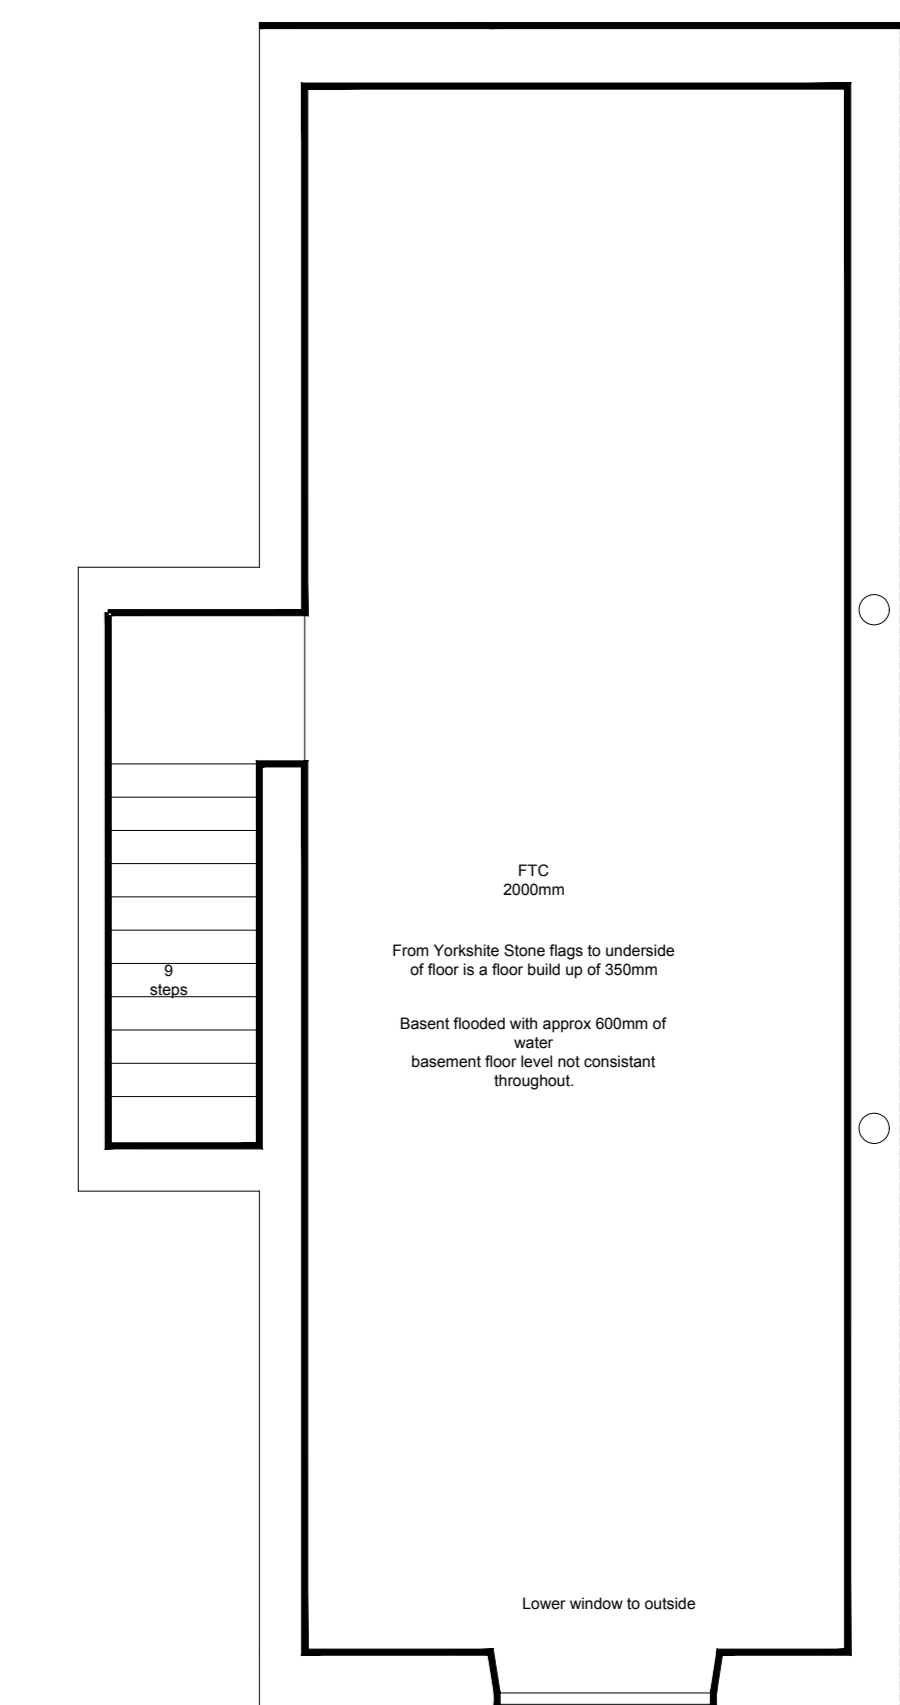 FTC
2000mm
From Yorkshite Stone flags to underside
of floor is a floor build up of 350mm
9
steps
Basent flooded with approx 600mm of
water
basement floor level not consistant
throughout.
Lower window to outside